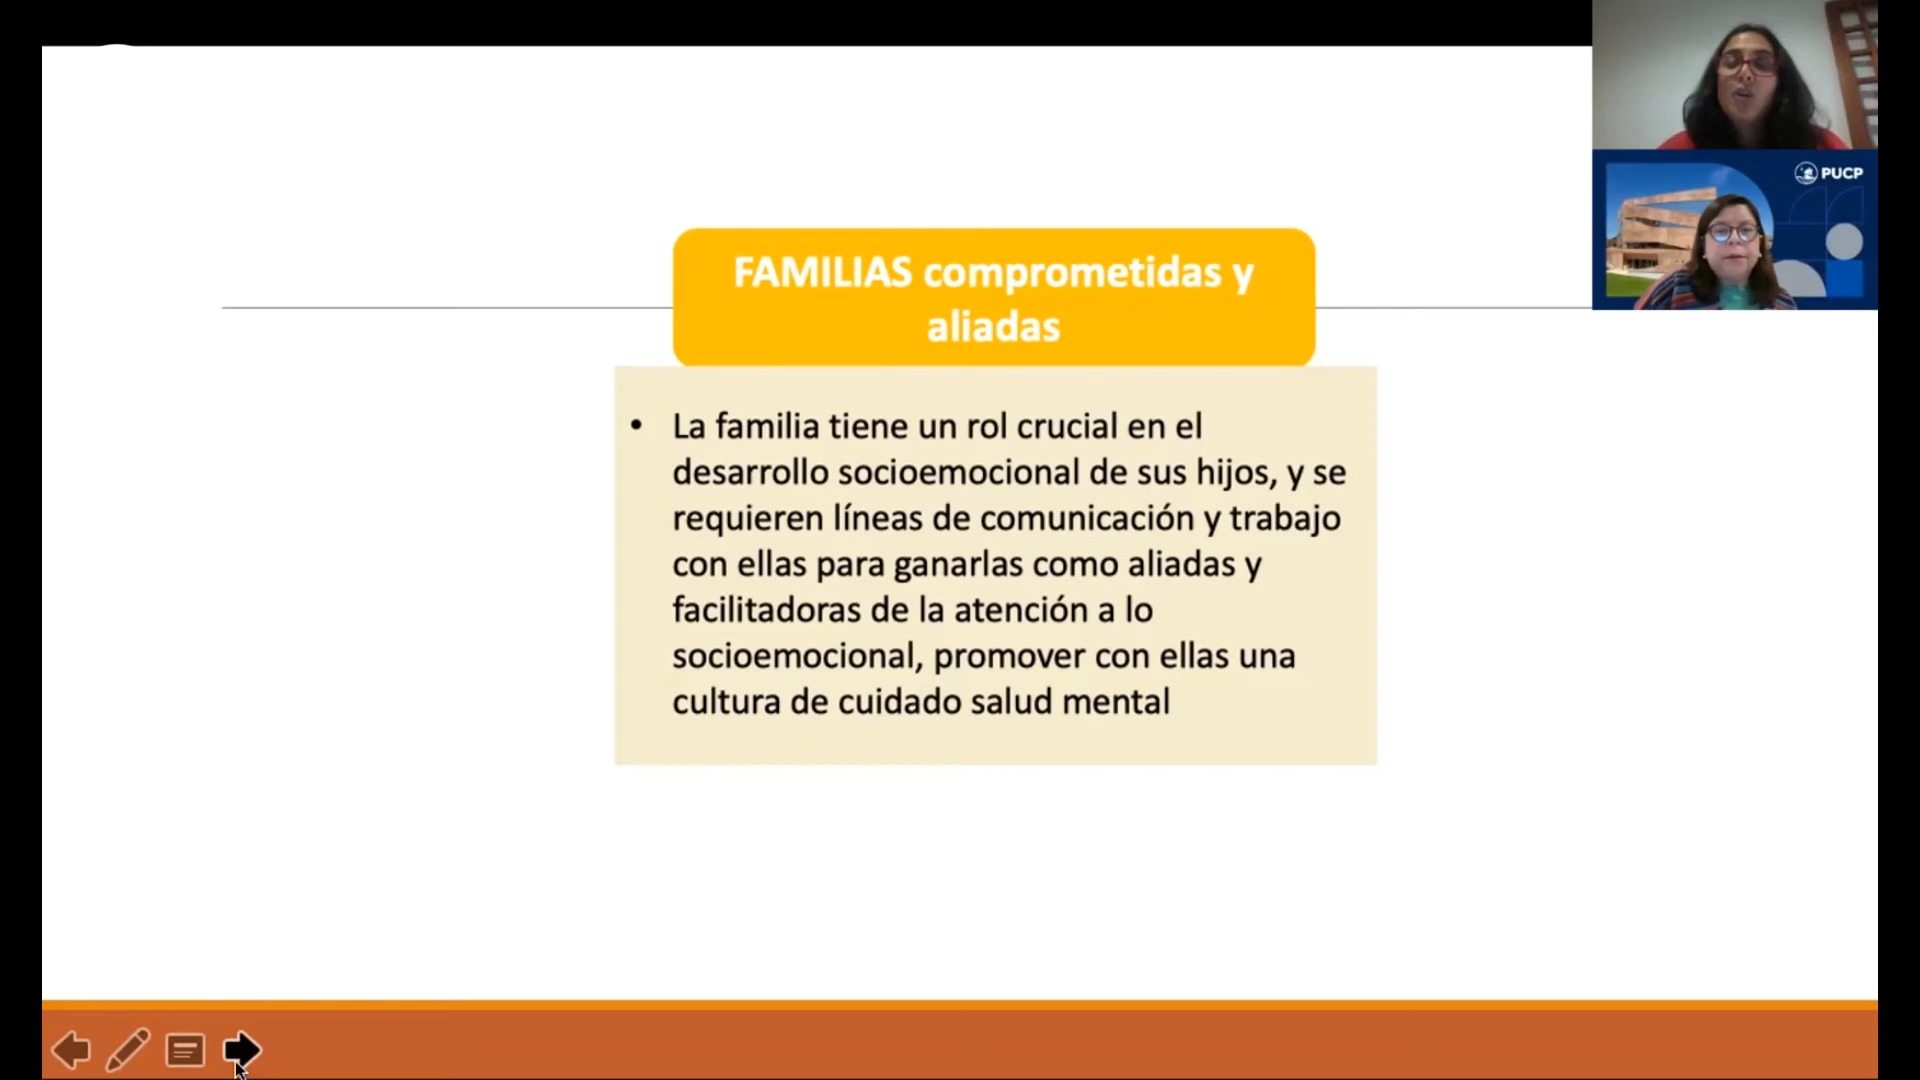 PUCP
FAMILIAS comprometidas y
aliadas
• La familia tiene un rol crucial en el
desarrollo socioemocional de sus hijos, y se
requieren líneas de comunicación y trabajo
con ellas para ganarlas como aliadas y
facilitadoras de la atención a lo
socioemocional, promover con ellas una
cultura de cuidado salud mental